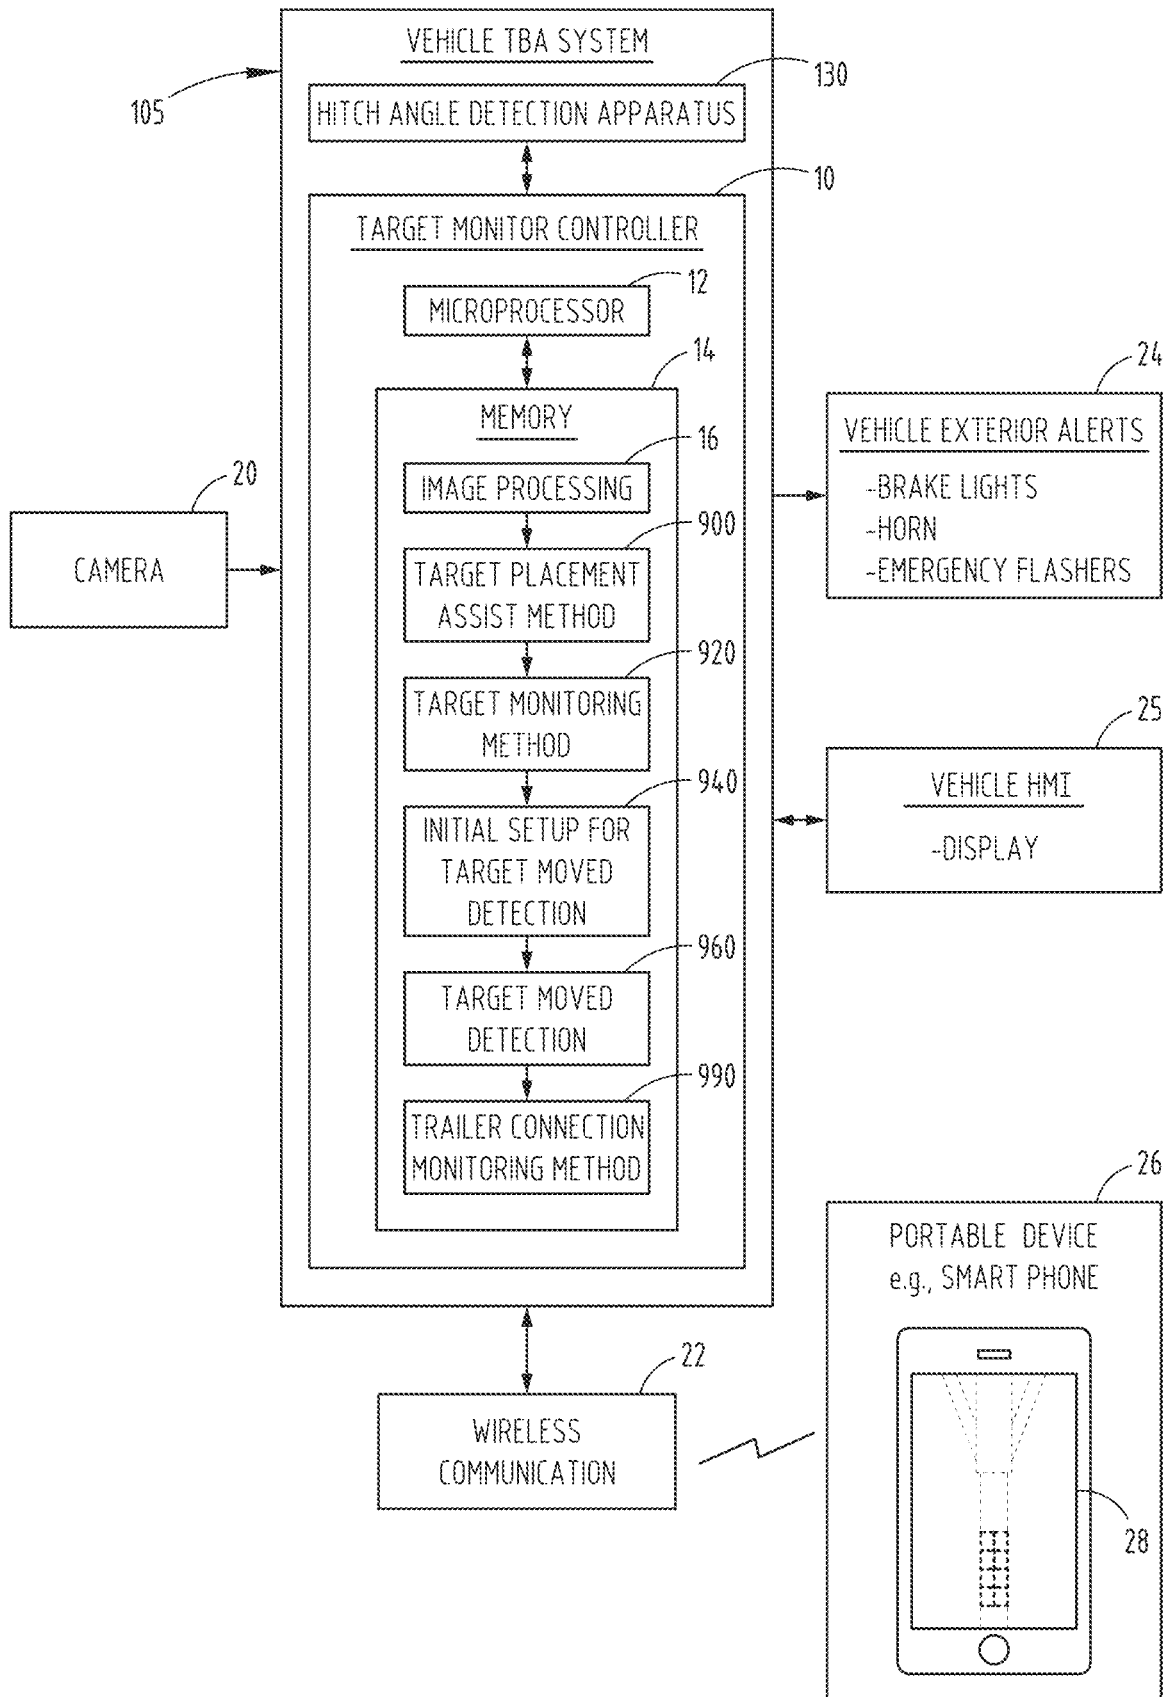 VEHICLE TBA SYSTEM
105
130
HITCH ANGLE DETECTION APPARATUS
10
TARGET MONITOR CONTROLLER
12
MICROPROCESSOR
14
MEMORY
16
IMAGE PROCESSING
900
TARGET PLACEMENT
ASSIST METHOD
920
TARGET MONITORING
METHOD
940
INITIAL SETUP FOR
TARGET MOVED
DETECTION
960
TARGET MOVED
DETECTION
990
TRAILER CONNECTION
MONITORING METHOD
20
CAMERA
24
VEHICLE EXTERIOR ALERTS
-BRAKE LIGHTS
-HORN
-EMERGENCY FLASHERS
25
VEHICLE HMI
-DISPLAY
22
WIRELESS
COMMUNICATION
26
PORTABLE DEVICE
e.g., SMART PHONE
28